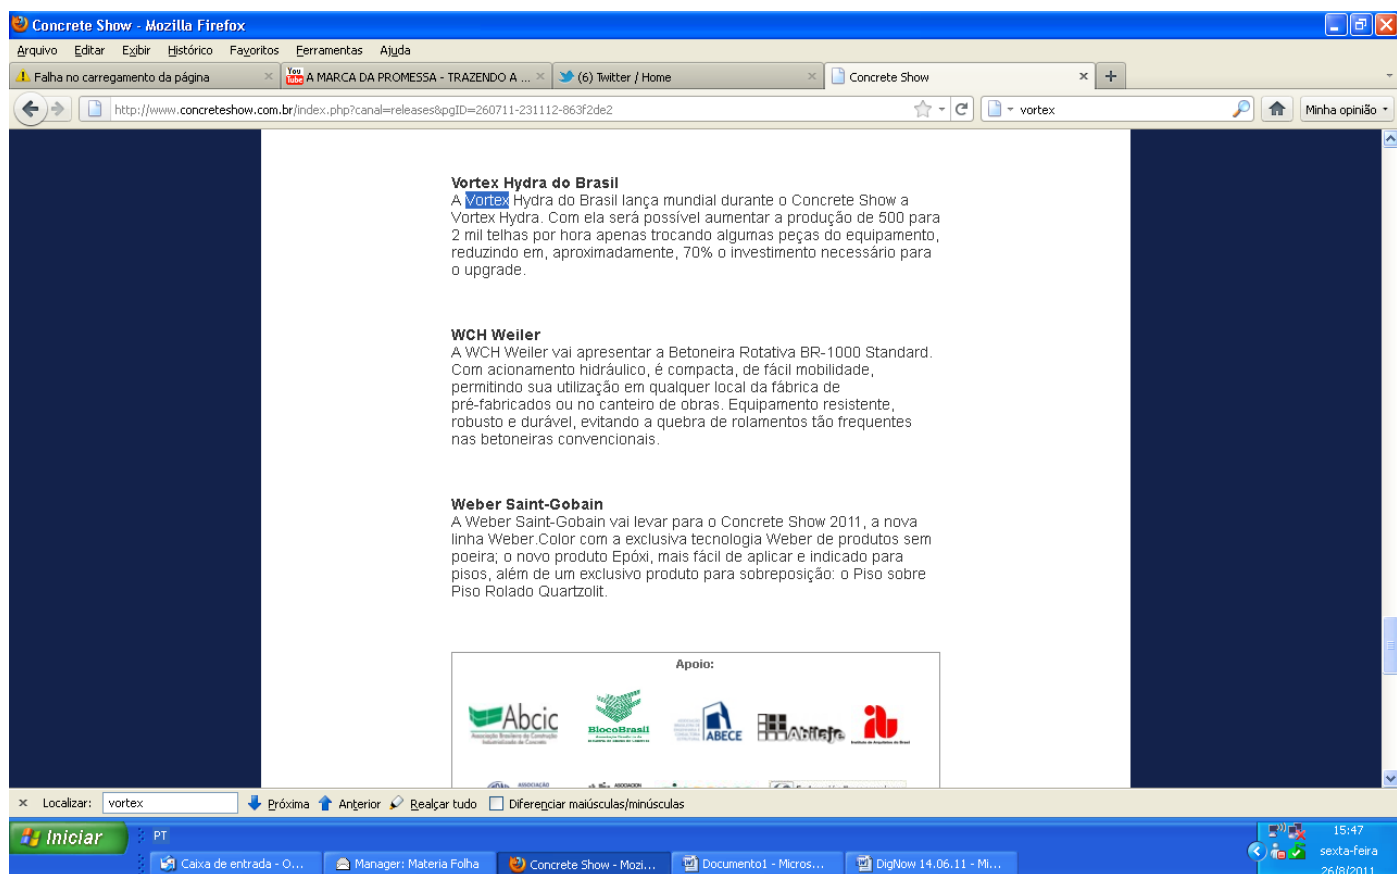 Concrete Show - Mozilla Firefox
Arquivo Editar Exibir Histórico Favoritos Ferramentas Ajuda
Falha no carregamento da página
You Tube A MARCA DA PROMESSA - TRAZENDO A ...
(6) Twitter / Home
Concrete Show
http://www.concreteshow.com.br/index.php?canal=releases&pgID=260711-231112-863f2de2
vortex
Minha opinião
Vortex Hydra do Brasil
A Vortex Hydra do Brasil lança mundial durante o Concrete Show a
Vortex Hydra. Com ela será possível aumentar a produção de 500 para
2 mil telhas por hora apenas trocando algumas peças do equipamento,
reduzindo em, aproximadamente, 70% o investimento necessário para
o upgrade.
WCH Weiler
A WCH Weiler vai apresentar a Betoneira Rotativa BR-1000 Standard.
Com acionamento hidráulico, é compacta, de fácil mobilidade,
permitindo sua utilização em qualquer local da fábrica de
pré-fabricados ou no canteiro de obras. Equipamento resistente,
robusto e durável, evitando a quebra de rolamentos tão frequentes
nas betoneiras convencionais.
Weber Saint-Gobain
A Weber Saint-Gobain vai levar para o Concrete Show 2011, a nova
linha Weber.Color com a exclusiva tecnologia Weber de produtos sem
poeira; o novo produto Epóxi, mais fácil de aplicar e indicado para
pisos, além de um exclusivo produto para sobreposição: o Piso sobre
Piso Rolado Quartzolit.
Apoio:
Abcic
BlocoBrasil
ABECE
Localizar: vortex Próxima Anterior Realçar tudo Diferenciar maiúsculas/minúsculas
Iniciar
PT
15:47
sexta-feira
26/8/2011
Caixa de entrada - O...
Manager: Materia Folha
Concrete Show - Mozi...
Documento1 - Micros...
DigNow 14.06.11 - Mi...